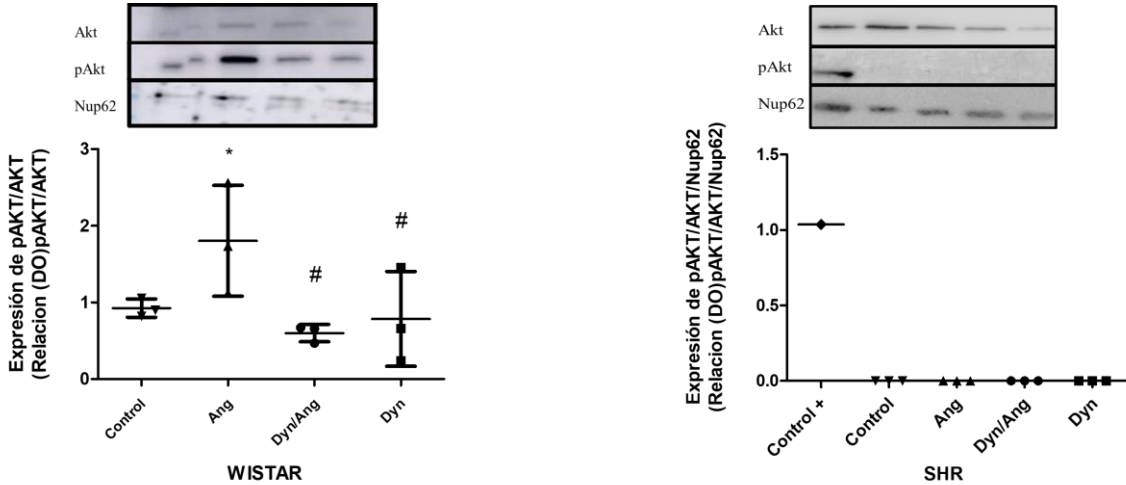 Akt
pAkt
Nup62
Expresión de pAKT/AKT
(Relacion (DO)pAKT/AKT)
3
2
1
0
*
#
#
Control
Ang
Dyn/Ang
Dyn
WISTAR
Akt
pAkt
Nup62
Expresión de pAKT/AKT/Nup62
(Relacion (DO)pAKT/AKT/Nup62)
1.5
1.0
0.5
0.0
Control +
Control
Ang
Dyn/Ang
Dyn
SHR